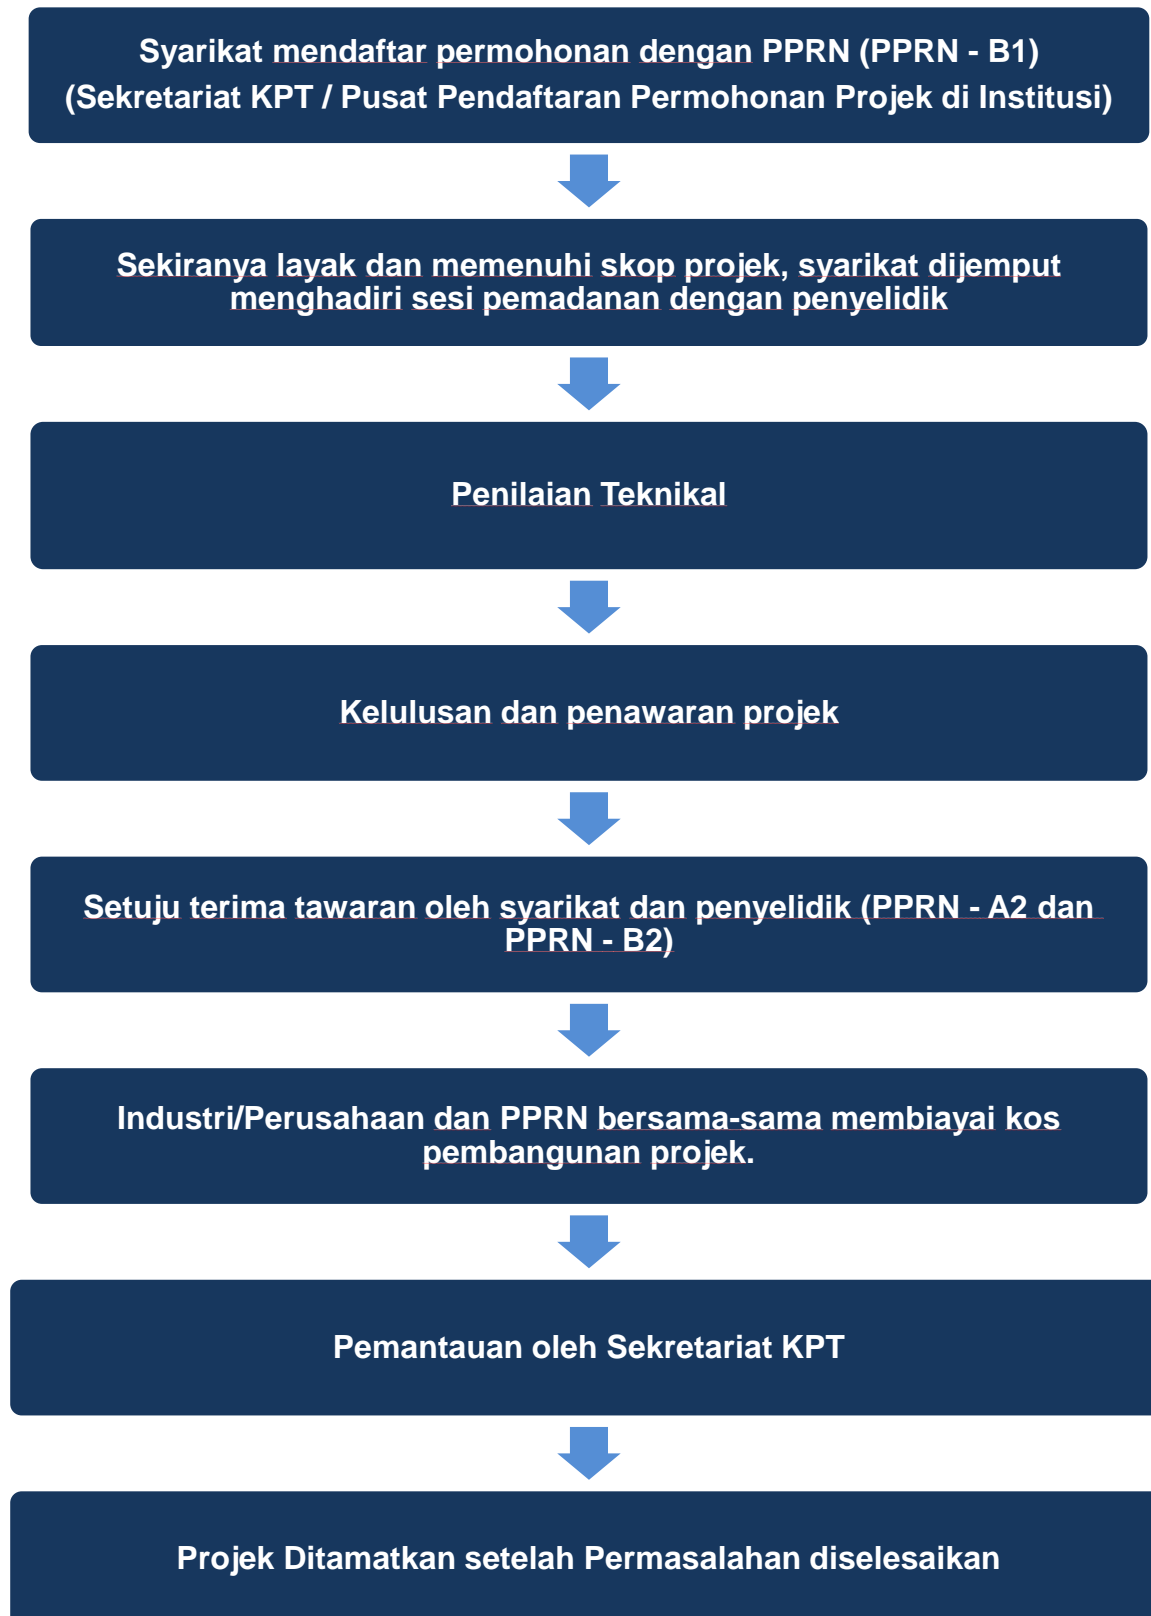 Syarikat mendaftar permohonan dengan PPRN (PPRN - B1)
(Sekretariat KPT / Pusat Pendaftaran Permohonan Projek di Institusi)
Sekiranya layak dan memenuhi skop projek, syarikat dijemput
menghadiri sesi pemadanan dengan penyelidik
Penilaian Teknikal
Kelulusan dan penawaran projek
Setuju terima tawaran oleh syarikat dan penyelidik (PPRN - A2 dan
PPRN - B2)
Industri/Perusahaan dan PPRN bersama-sama membiayai kos
pembangunan projek.
Pemantauan oleh Sekretariat KPT
Projek Ditamatkan setelah Permasalahan diselesaikan